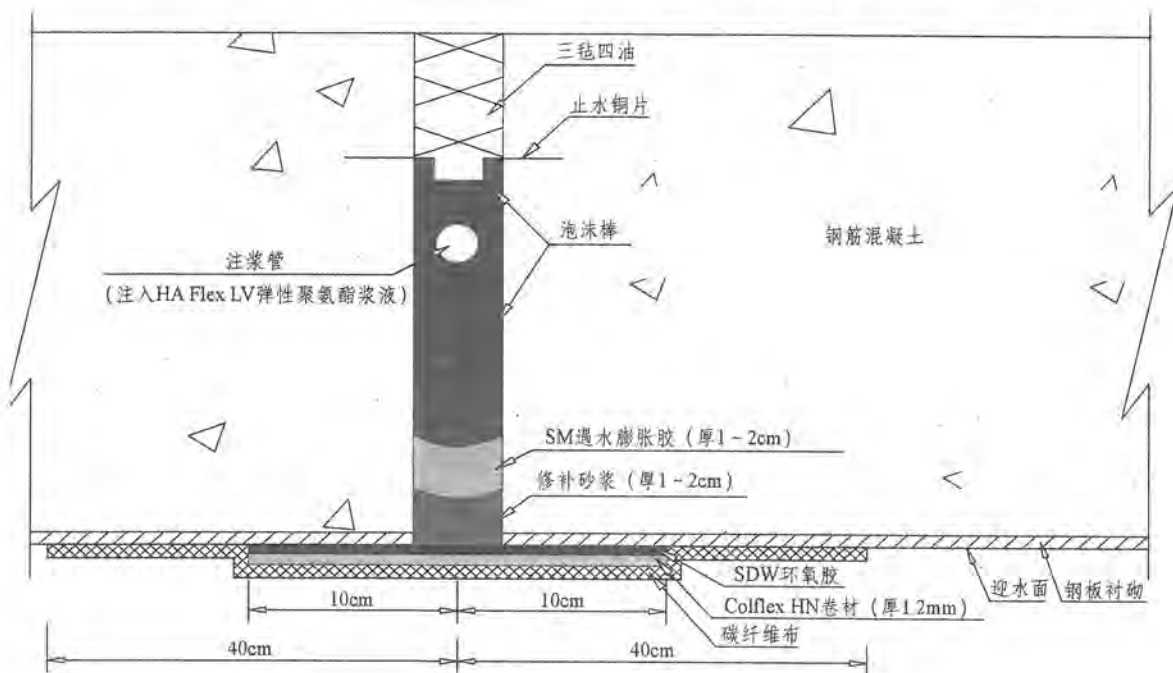 三毡四油
止水铜片
泡沫棒
钢筋混凝土
注浆管
(注入HA Flex LV弹性聚氨酯浆液)
SM遇水膨胀胶(厚1~2cm)
修补砂浆(厚1~2cm)
SDW环氧胶
迎水面
钢板衬砌
10cm
10cm
Colflex HN卷材(厚1.2mm)
碳纤维布
40cm
40cm